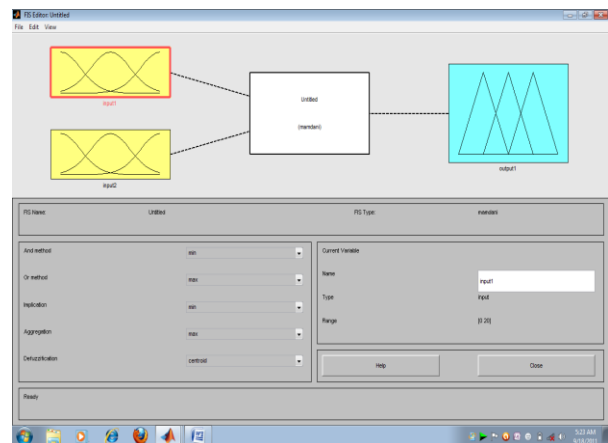 FIS Editor: Untitled
File Edit View
input1
input2
Untitled
(mamdani)
output1
FIS Name: Untitled
FIS Type: mamdani
And method min
Or method max
Implication min
Aggregation max
Defuzzification centroid
Current Variable
Name input1
Type input
Range [0 20]
Help
Close
Ready
5:23 AM